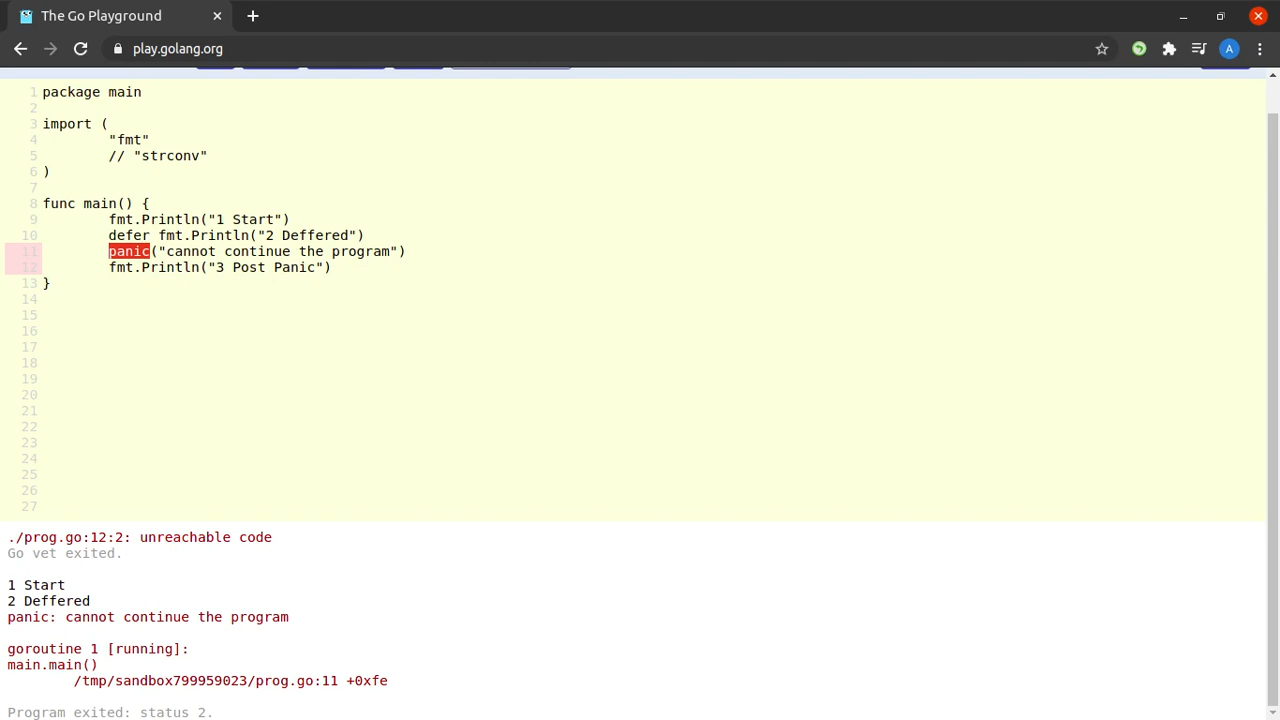 The Go Playground
play.golang.org
A
1 package main
2
3 import (
4 "fmt"
5 // "strconv"
6 )
7
8 func main() {
9 fmt.Println("1 Start")
10 defer fmt.Println("2 Deffered")
11 panic("cannot continue the program")
12 fmt.Println("3 Post Panic")
13 }
14
15
16
17
18
19
20
21
22
23
24
25
26
27
./prog.go:12:2: unreachable code
Go vet exited.
1 Start
2 Deffered
panic: cannot continue the program
goroutine 1 [running]:
main.main()
/tmp/sandbox799959023/prog.go:11 +0xfe
Program exited: status 2.